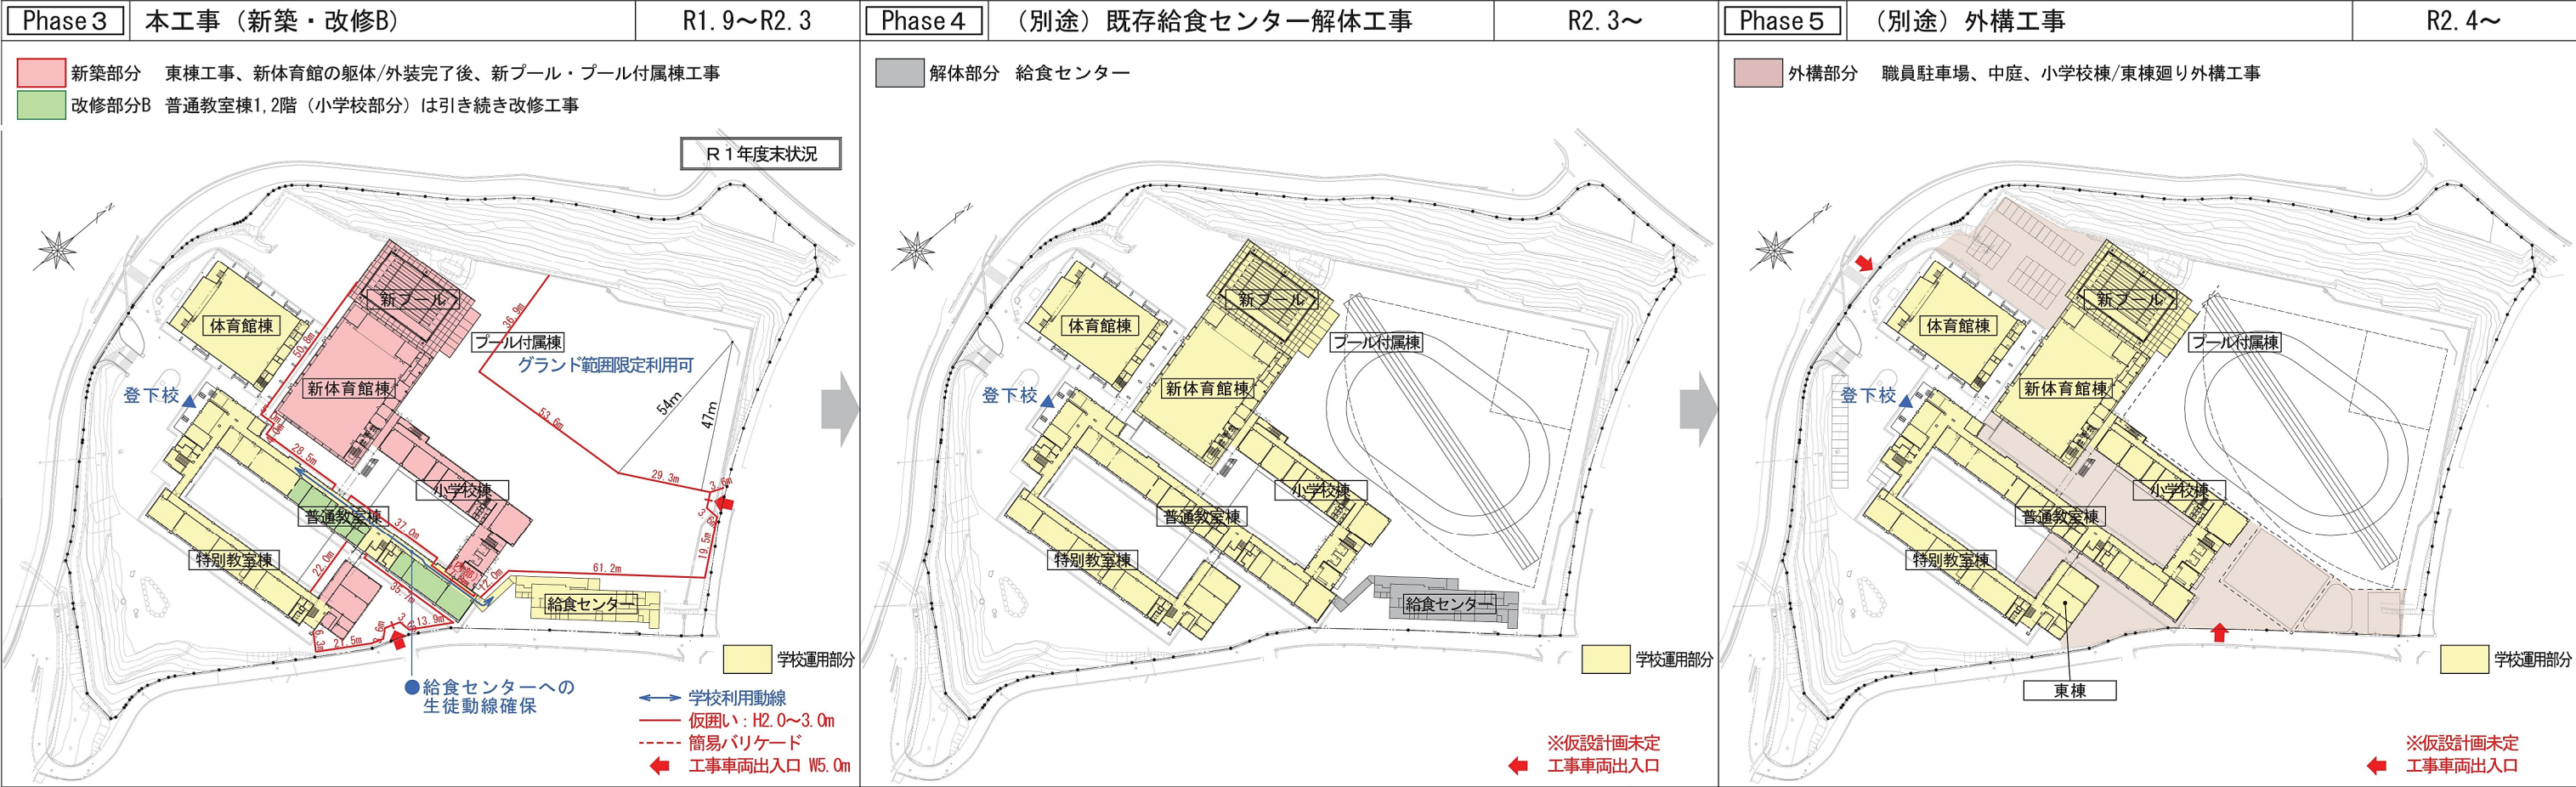 Phase３
本工事（新築・改修B）
R1.9〜R2.3
新築部分　東棟工事、新体育館の躯体/外装完了後、新プール・プール付属棟工事
改修部分B　普通教室棟1,2階（小学校部分）は引き続き改修工事
Ｒ１年度末状況
N
新プール
体育館棟
36.9m
50.8m
プール付属棟
グランド範囲限定利用可
新体育館棟
登下校
54m
47m
53.6m
28.5m
29.3m
3.6m
小学校棟
普通教室棟
37.0m
3.6m
19.5m
特別教室棟
22.0m
12.0m
61.2m
35.7m
給食センター
6.3m
27.5m
13.9m
学校運用部分
給食センターへの
生徒動線確保
学校利用動線
仮囲い：H2.0〜3.0m
簡易バリケード
工事車両出入口 W5.0m
Phase４
（別途）既存給食センター解体工事
R2.3〜
解体部分　給食センター
N
新プール
体育館棟
プール付属棟
新体育館棟
登下校
小学校棟
普通教室棟
特別教室棟
給食センター
学校運用部分
※仮設計画未定
工事車両出入口
Phase５
（別途）外構工事
R2.4〜
外構部分　職員駐車場、中庭、小学校棟/東棟廻り外構工事
N
新プール
体育館棟
プール付属棟
新体育館棟
登下校
小学校棟
普通教室棟
特別教室棟
学校運用部分
東棟
※仮設計画未定
工事車両出入口